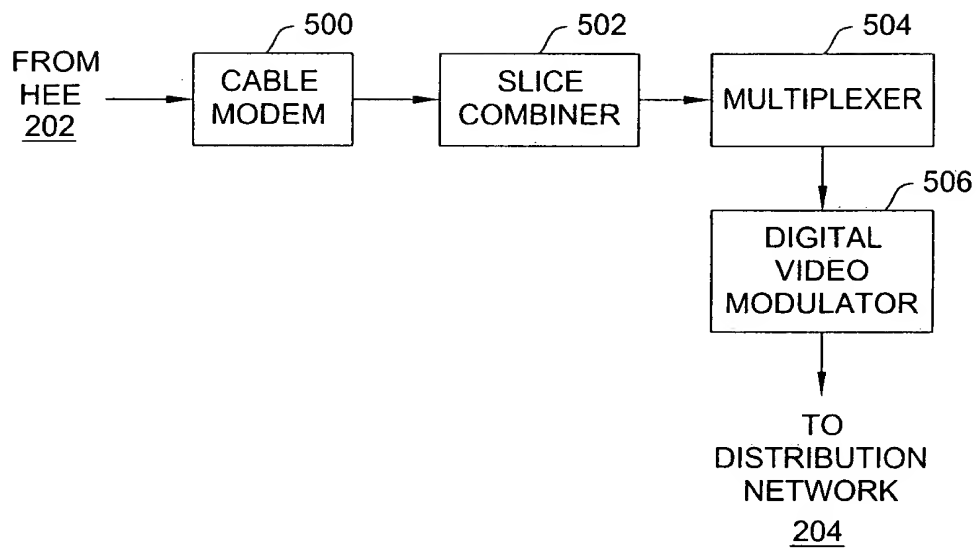 500
502
504
FROM
HEE
202
CABLE
MODEM
SLICE
COMBINER
MULTIPLEXER
506
DIGITAL
VIDEO
MODULATOR
TO
DISTRIBUTION
NETWORK
204